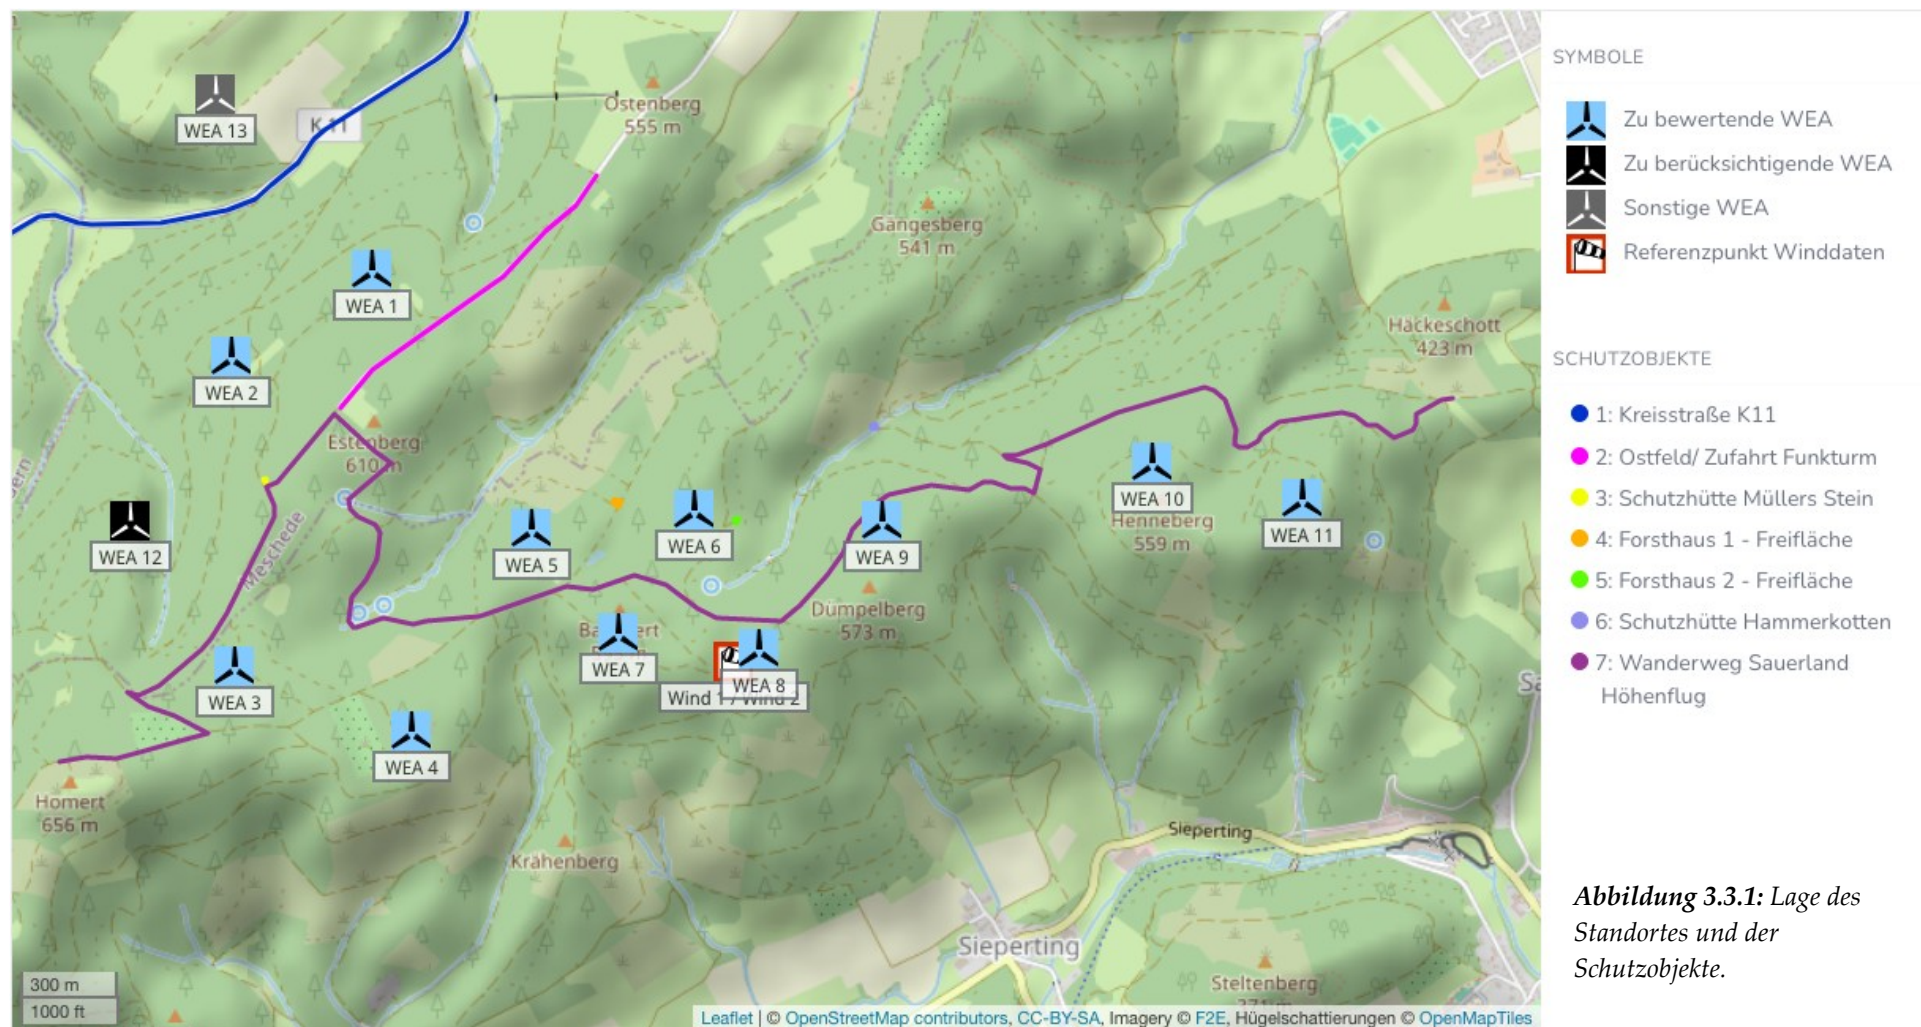 WEA 13
K 11
Ostenberg
555 m
Gängesberg
541 m
WEA 1
Häckeschott
423 m
WEA 2
Estenberg
610 m
WEA 12
Meschede
WEA 5
WEA 6
WEA 9
WEA 10
Henneberg
559 m
WEA 11
Dümpelberg
573 m
WEA 3
WEA 7
WEA 8
WEA 4
Homert
656 m
Krähenberg
Sieperting
Sieperting
Steltenberg
300 m
1000 ft
Leaflet | © OpenStreetMap contributors, CC-BY-SA, Imagery © F2E, Hügelschattierungen © OpenMapTiles
SYMBOLE
Zu bewertende WEA
Zu berücksichtigende WEA
Sonstige WEA
Referenzpunkt Winddaten
SCHUTZOBJEKTE
1: Kreisstraße K11
2: Ostfeld/ Zufahrt Funkturm
3: Schutzhütte Müllers Stein
4: Forsthaus 1 - Freifläche
5: Forsthaus 2 - Freifläche
6: Schutzhütte Hammerkotten
7: Wanderweg Sauerland
Höhenflug
Abbildung 3.3.1: Lage des
Standortes und der
Schutzobjekte.